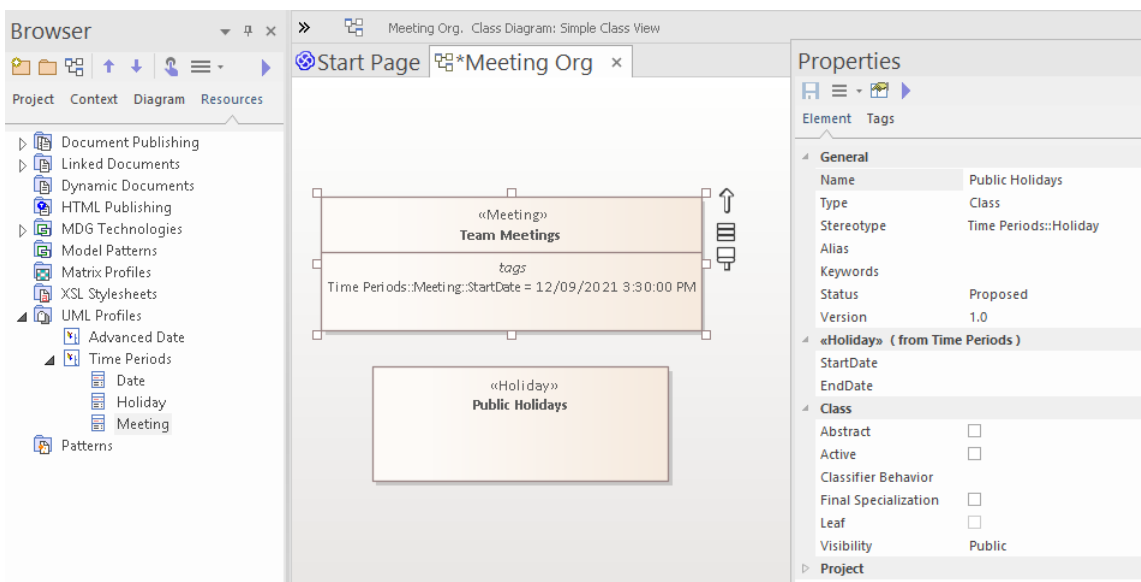 Browser
Project Context Diagram Resources
Document Publishing
Linked Documents
Dynamic Documents
HTML Publishing
MDG Technologies
Model Patterns
Matrix Profiles
XSL Stylesheets
UML Profiles
Advanced Date
Time Periods
Date
Holiday
Meeting
Patterns
Meeting Org. Class Diagram: Simple Class View
Start Page *Meeting Org ×
«Meeting»
Team Meetings
tags
Time Periods::Meeting::StartDate = 12/09/2021 3:30:00 PM
«Holiday»
Public Holidays
Properties
Element Tags
General
Name Public Holidays
Type Class
Stereotype Time Periods::Holiday
Alias
Keywords
Status Proposed
Version 1.0
«Holiday» ( from Time Periods )
StartDate
EndDate
Class
Abstract
Active
Classifier Behavior
Final Specialization
Leaf
Visibility Public
Project